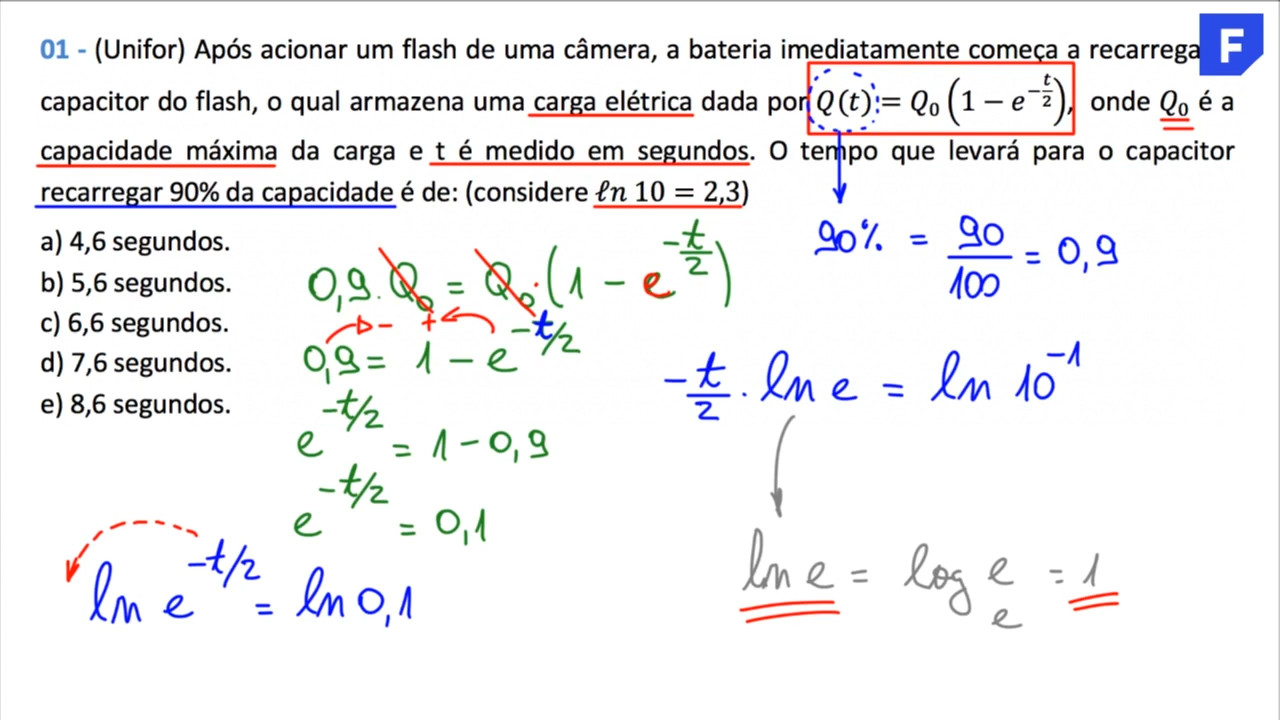 F
01 - (Unifor) Após acionar um flash de uma câmera, a bateria imediatamente começa a recarrega
capacitor do flash, o qual armazena uma carga elétrica dada por Q(t) = Q₀ (1 − e^(−t/2)), onde Q₀ é a
capacidade máxima da carga e t é medido em segundos. O tempo que levará para o capacitor
recarregar 90% da capacidade é de: (considere ℓn 10 = 2,3)
a) 4,6 segundos.
b) 5,6 segundos.
c) 6,6 segundos.
d) 7,6 segundos.
e) 8,6 segundos.
90% = 90/100 = 0,9
0,9 . Q₀ = Q₀ . (1 − e^(−t/2))
− +
0,9 = 1 − e^(−t/2)
e^(−t/2) = 1 − 0,9
e^(−t/2) = 0,1
ln e^(−t/2) = ln 0,1
−t/2 . ln e = ln 10⁻¹
ln e = logₑ e = 1